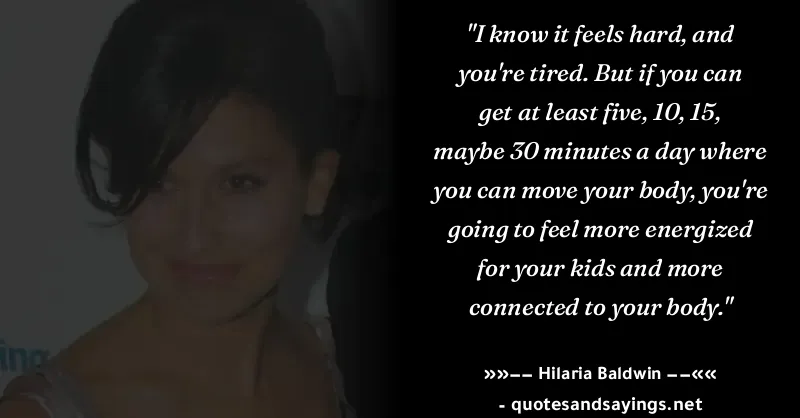 "I know it feels hard, and
you're tired. But if you can
get at least five, 10, 15,
maybe 30 minutes a day where
you can move your body, you're
going to feel more energized
for your kids and more
connected to your body."
»»–– Hilaria Baldwin ––««
- quotesandsayings.net
ing